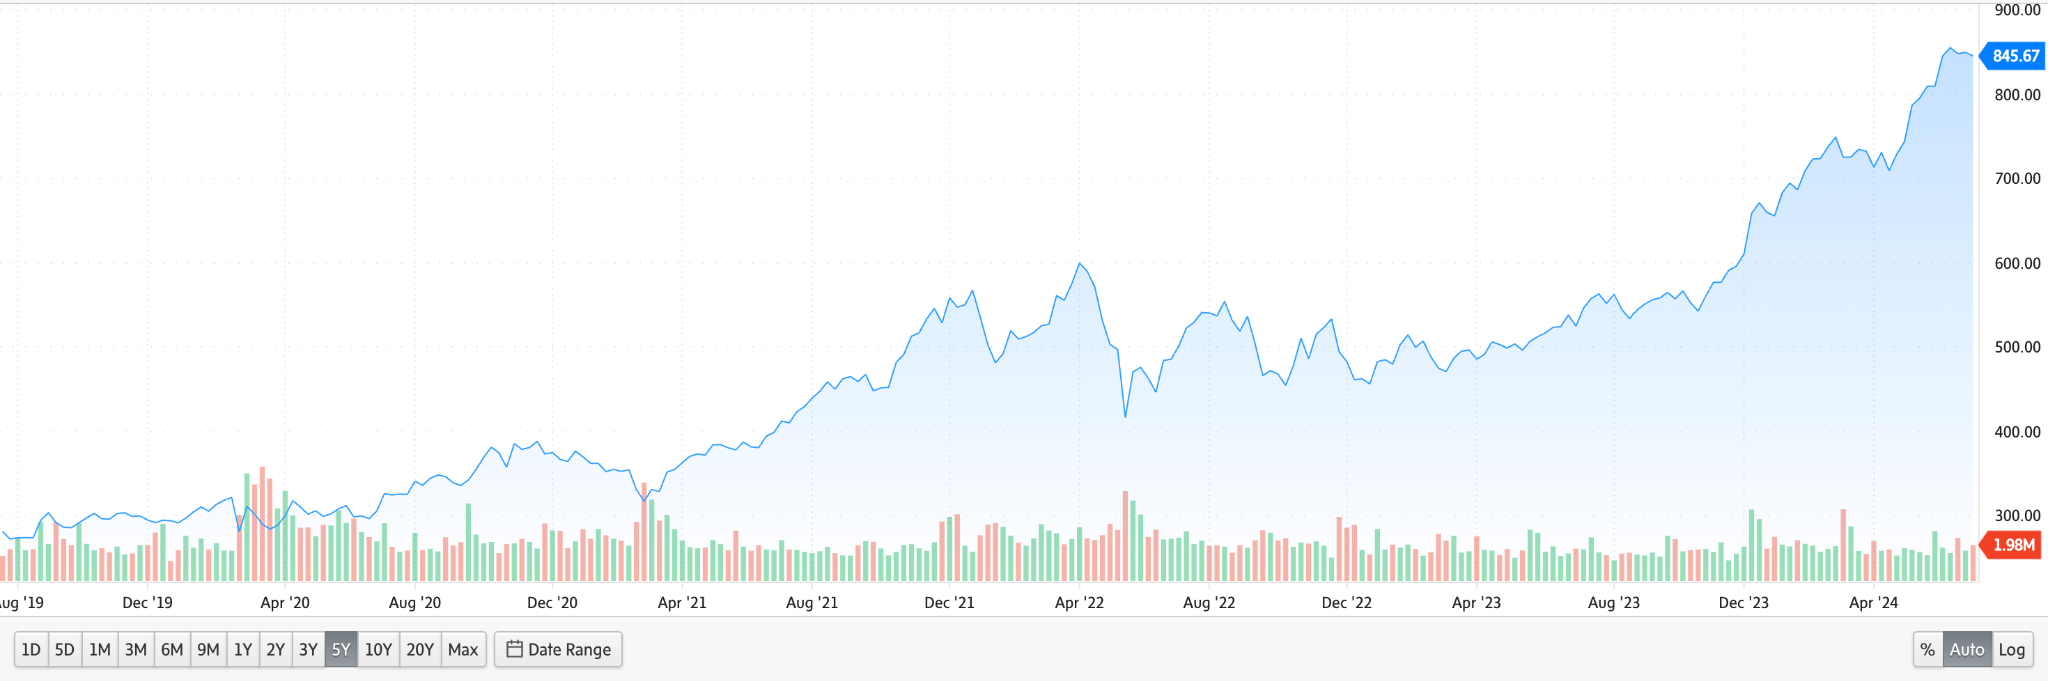 900.00
845.67
800.00
700.00
600.00
500.00
400.00
300.00
1.98M
ug '19 Dec '19 Apr '20 Aug '20 Dec '20 Apr '21 Aug '21 Dec '21 Apr '22 Aug '22 Dec '22 Apr '23 Aug '23 Dec '23 Apr '24
1D 5D 1M 3M 6M 9M 1Y 2Y 3Y 5Y 10Y 20Y Max Date Range % Auto Log